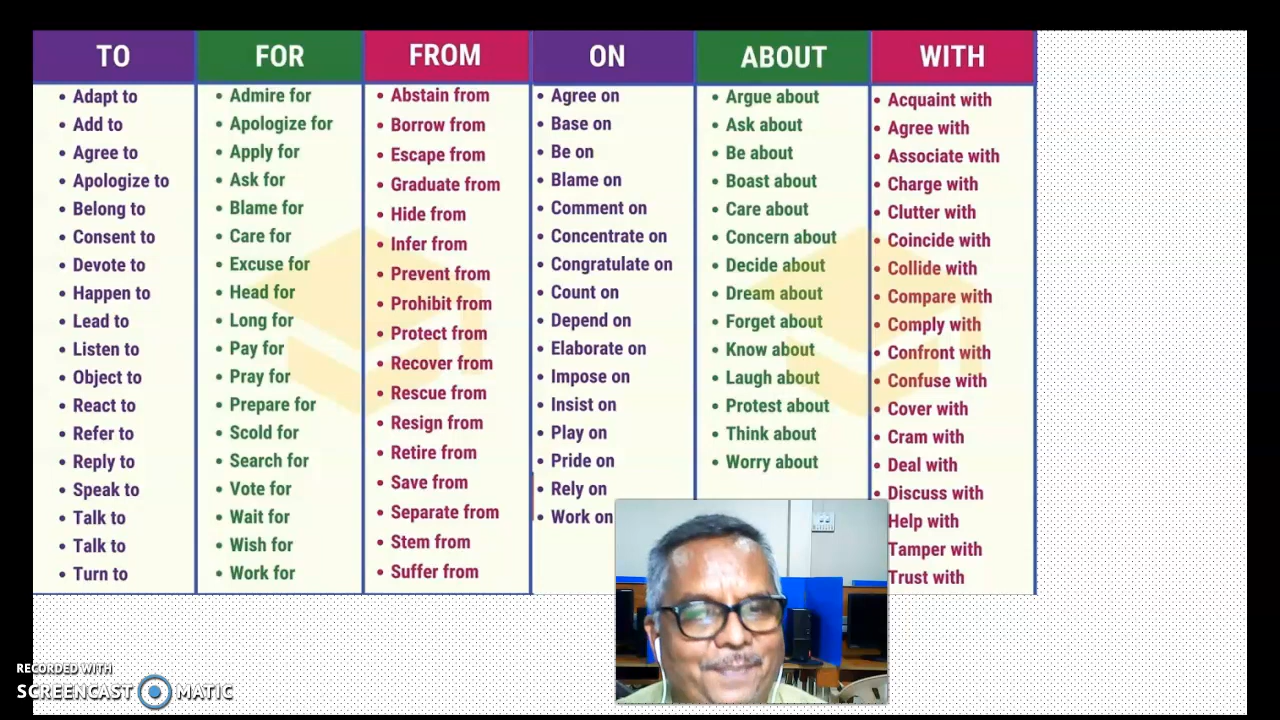 TO
Adapt to
Add to
Agree to
Apologize to
Belong to
Consent to
Devote to
Happen to
Lead to
Listen to
Object to
React to
Refer to
Reply to
Speak to
Talk to
Talk to
Turn to
FOR
Admire for
Apologize for
Apply for
Ask for
Blame for
Care for
Excuse for
Head for
Long for
Pay for
Pray for
Prepare for
Scold for
Search for
Vote for
Wait for
Wish for
Work for
FROM
Abstain from
Borrow from
Escape from
Graduate from
Hide from
Infer from
Prevent from
Prohibit from
Protect from
Recover from
Rescue from
Resign from
Retire from
Save from
Separate from
Stem from
Suffer from
ON
Agree on
Base on
Be on
Blame on
Comment on
Concentrate on
Congratulate on
Count on
Depend on
Elaborate on
Impose on
Insist on
Play on
Pride on
Rely on
Work on
ABOUT
Argue about
Ask about
Be about
Boast about
Care about
Concern about
Decide about
Dream about
Forget about
Know about
Laugh about
Protest about
Think about
Worry about
WITH
Acquaint with
Agree with
Associate with
Charge with
Clutter with
Coincide with
Collide with
Compare with
Comply with
Confront with
Confuse with
Cover with
Cram with
Deal with
Discuss with
Help with
Tamper with
Trust with
RECORDED WITH
SCREENCAST MATIC